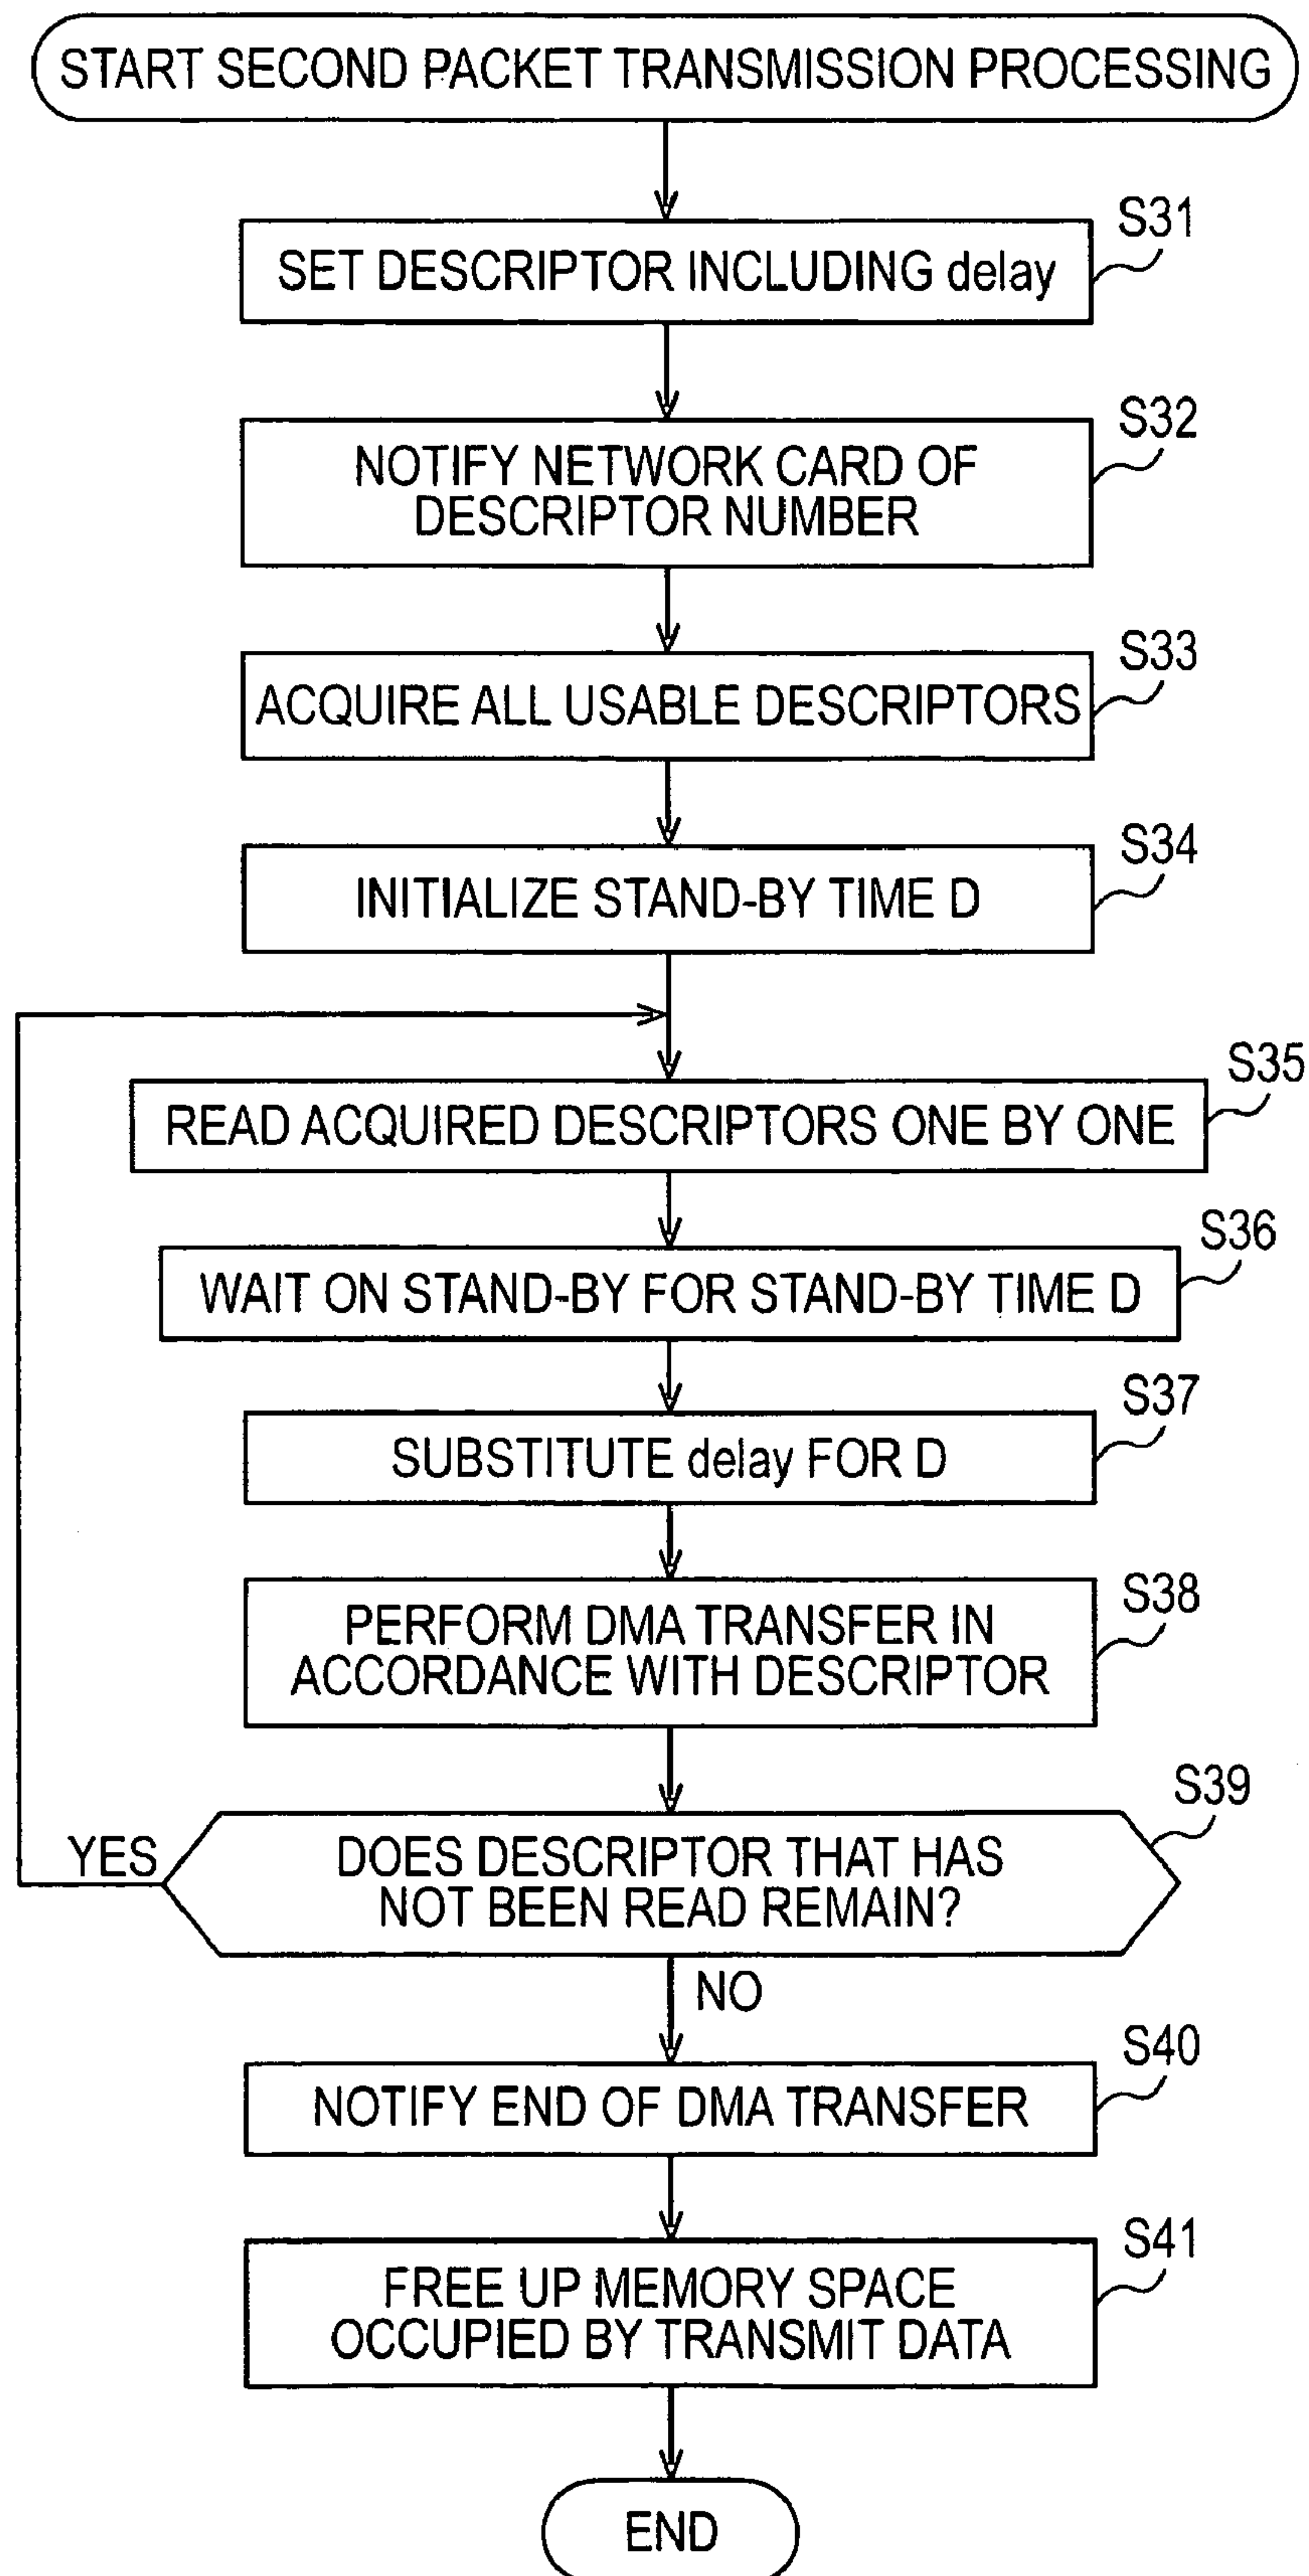 START SECOND PACKET TRANSMISSION PROCESSING
S31
SET DESCRIPTOR INCLUDING delay
S32
NOTIFY NETWORK CARD OF
DESCRIPTOR NUMBER
S33
ACQUIRE ALL USABLE DESCRIPTORS
S34
INITIALIZE STAND-BY TIME D
S35
READ ACQUIRED DESCRIPTORS ONE BY ONE
S36
WAIT ON STAND-BY FOR STAND-BY TIME D
S37
SUBSTITUTE delay FOR D
S38
PERFORM DMA TRANSFER IN
ACCORDANCE WITH DESCRIPTOR
S39
YES
DOES DESCRIPTOR THAT HAS
NOT BEEN READ REMAIN?
NO
S40
NOTIFY END OF DMA TRANSFER
S41
FREE UP MEMORY SPACE
OCCUPIED BY TRANSMIT DATA
END